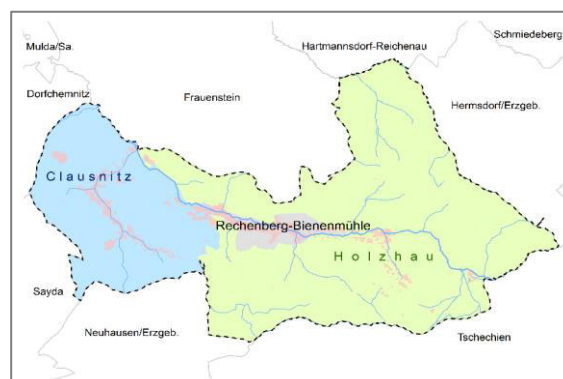 Schmiedeberg
Mulda/Sa.
Hartmannsdorf-Reichenau
Dorfchemnitz
Frauenstein
Hermsdorf/Erzgeb.
Clausnitz
Rechenberg-Bienenmühle
Holzhau
Sayda
Neuhausen/Erzgeb.
Tschechien